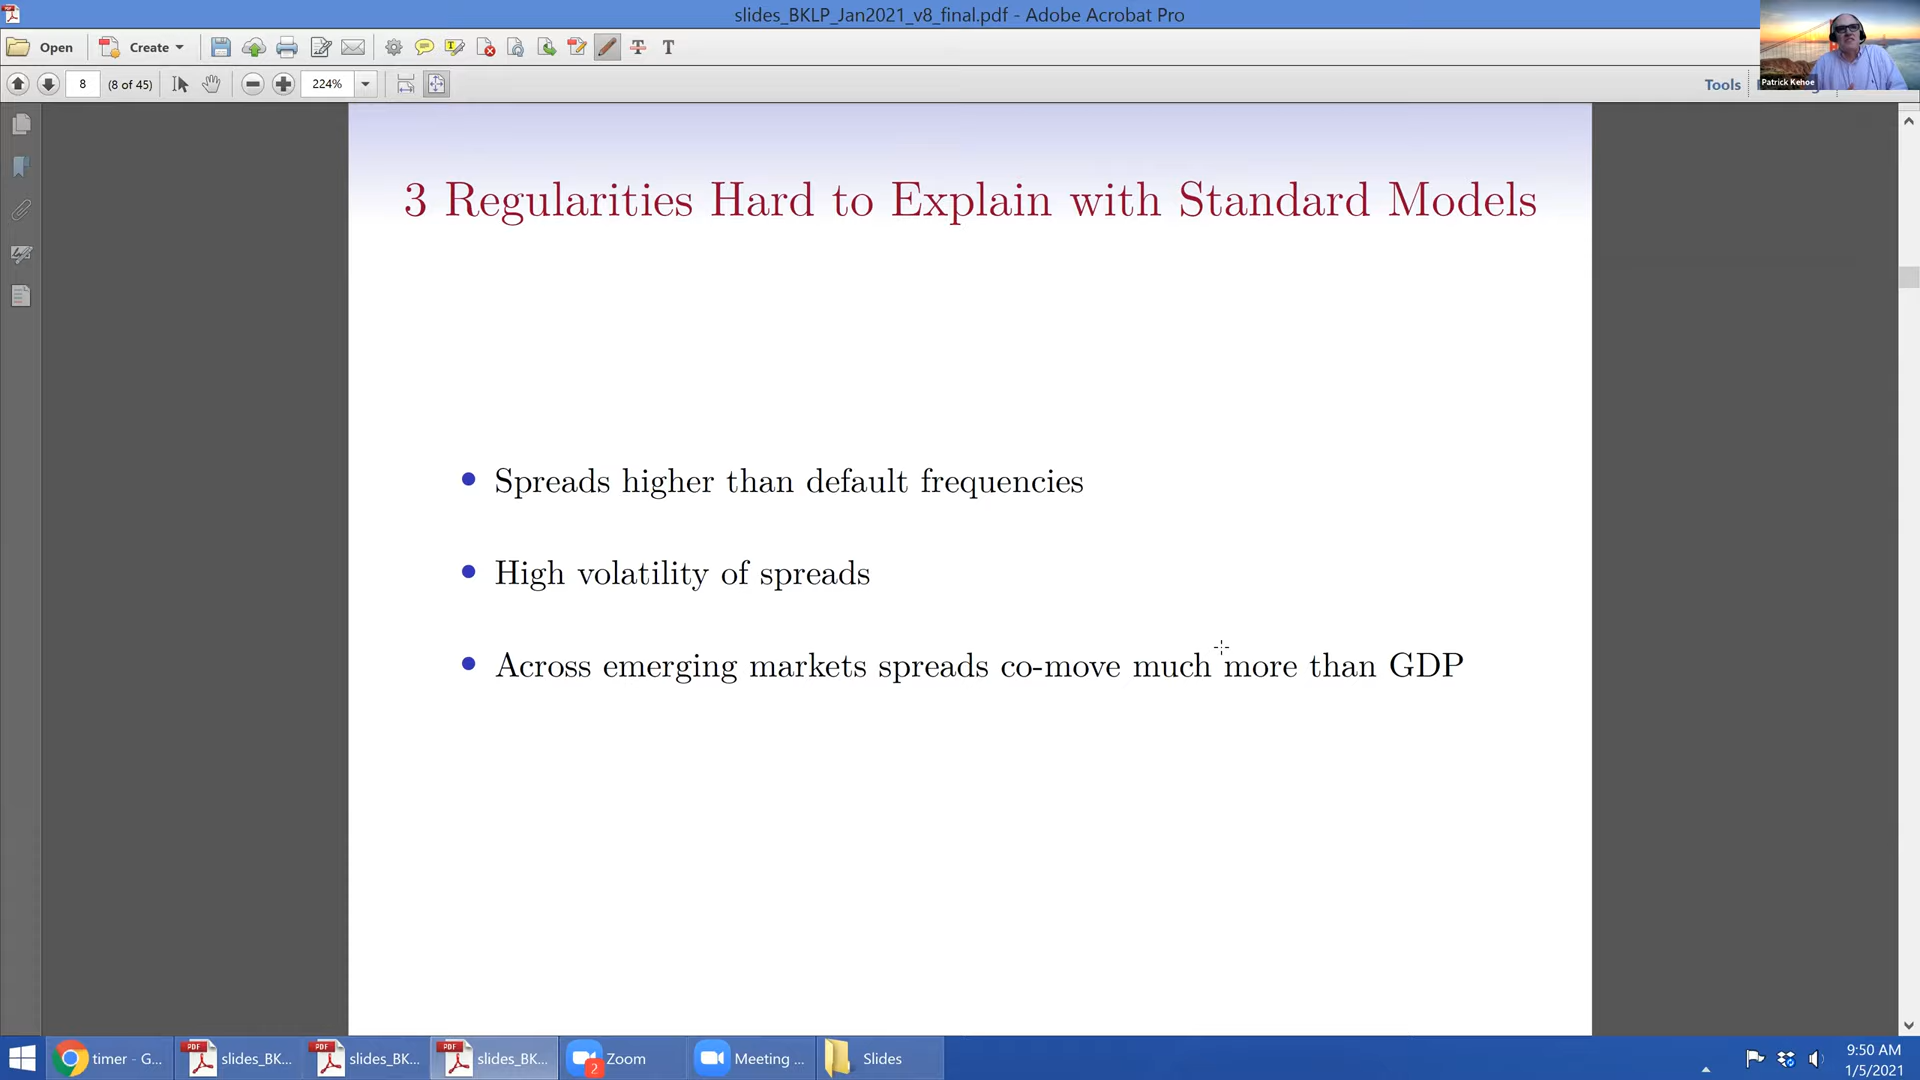 slides_BKLP_Jan2021_v8_final.pdf - Adobe Acrobat Pro
Open
Create
8
(8 of 45)
224%
Tools
Patrick Kehoe
3 Regularities Hard to Explain with Standard Models
Spreads higher than default frequencies
High volatility of spreads
Across emerging markets spreads co-move much more than GDP
timer - G...
slides_BK...
slides_BK...
slides_BK...
2
Zoom
Meeting ...
Slides
9:50 AM
1/5/2021